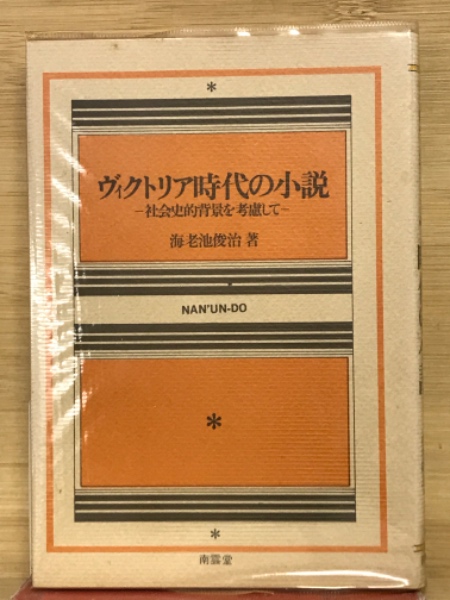 *
ヴィクトリア時代の小説
－社会史的背景を考慮して－
海老池俊治 著
NAN'UN-DO
*
*
南雲堂